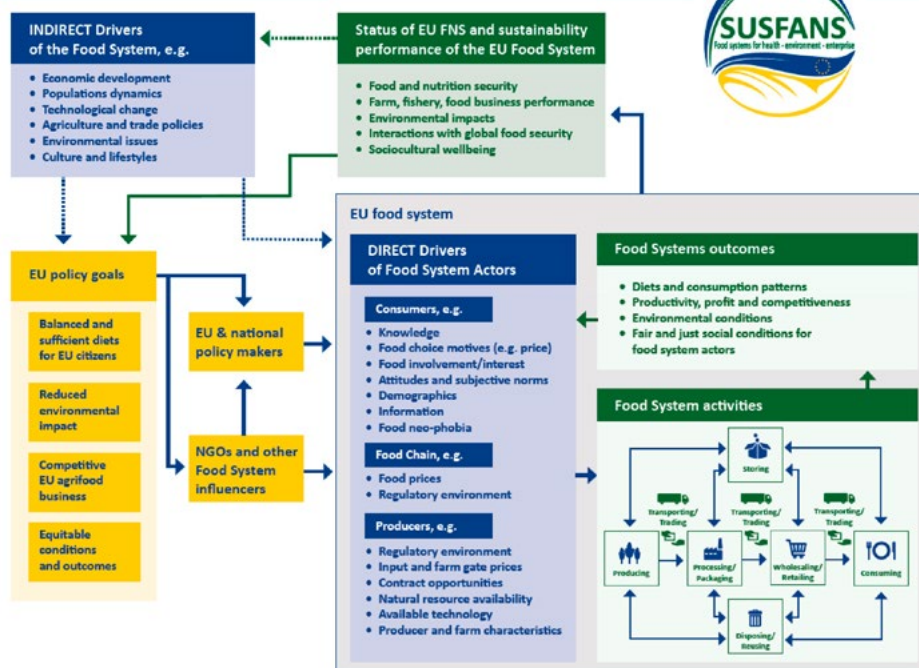 INDIRECT Drivers
of the Food System, e.g.
• Economic development
• Populations dynamics
• Technological change
• Agriculture and trade policies
• Environmental issues
• Culture and lifestyles
Status of EU FNS and sustainability
performance of the EU Food System
• Food and nutrition security
• Farm, fishery, food business performance
• Environmental impacts
• Interactions with global food security
• Sociocultural wellbeing
SUSFANS
Food systems for health - environment - enterprise
EU policy goals
Balanced and
sufficient diets
for EU citizens
Reduced
environmental
impact
Competitive
EU agrifood
business
Equitable
conditions
and outcomes
EU & national
policy makers
NGOs and other
Food System
influencers
EU food system
DIRECT Drivers
of Food System Actors
Consumers, e.g.
• Knowledge
• Food choice motives (e.g. price)
• Food involvement/interest
• Attitudes and subjective norms
• Demographics
• Information
• Food neo-phobia
Food Chain, e.g.
• Food prices
• Regulatory environment
Producers, e.g.
• Regulatory environment
• Input and farm gate prices
• Contract opportunities
• Natural resource availability
• Available technology
• Producer and farm characteristics
Food Systems outcomes
• Diets and consumption patterns
• Productivity, profit and competitiveness
• Environmental conditions
• Fair and just social conditions for
food system actors
Food System activities
Storing
Transporting/
Trading
Transporting/
Trading
Transporting/
Trading
Producing
Processing/
Packaging
Wholesaling/
Retailing
Consuming
Disposing/
Reusing